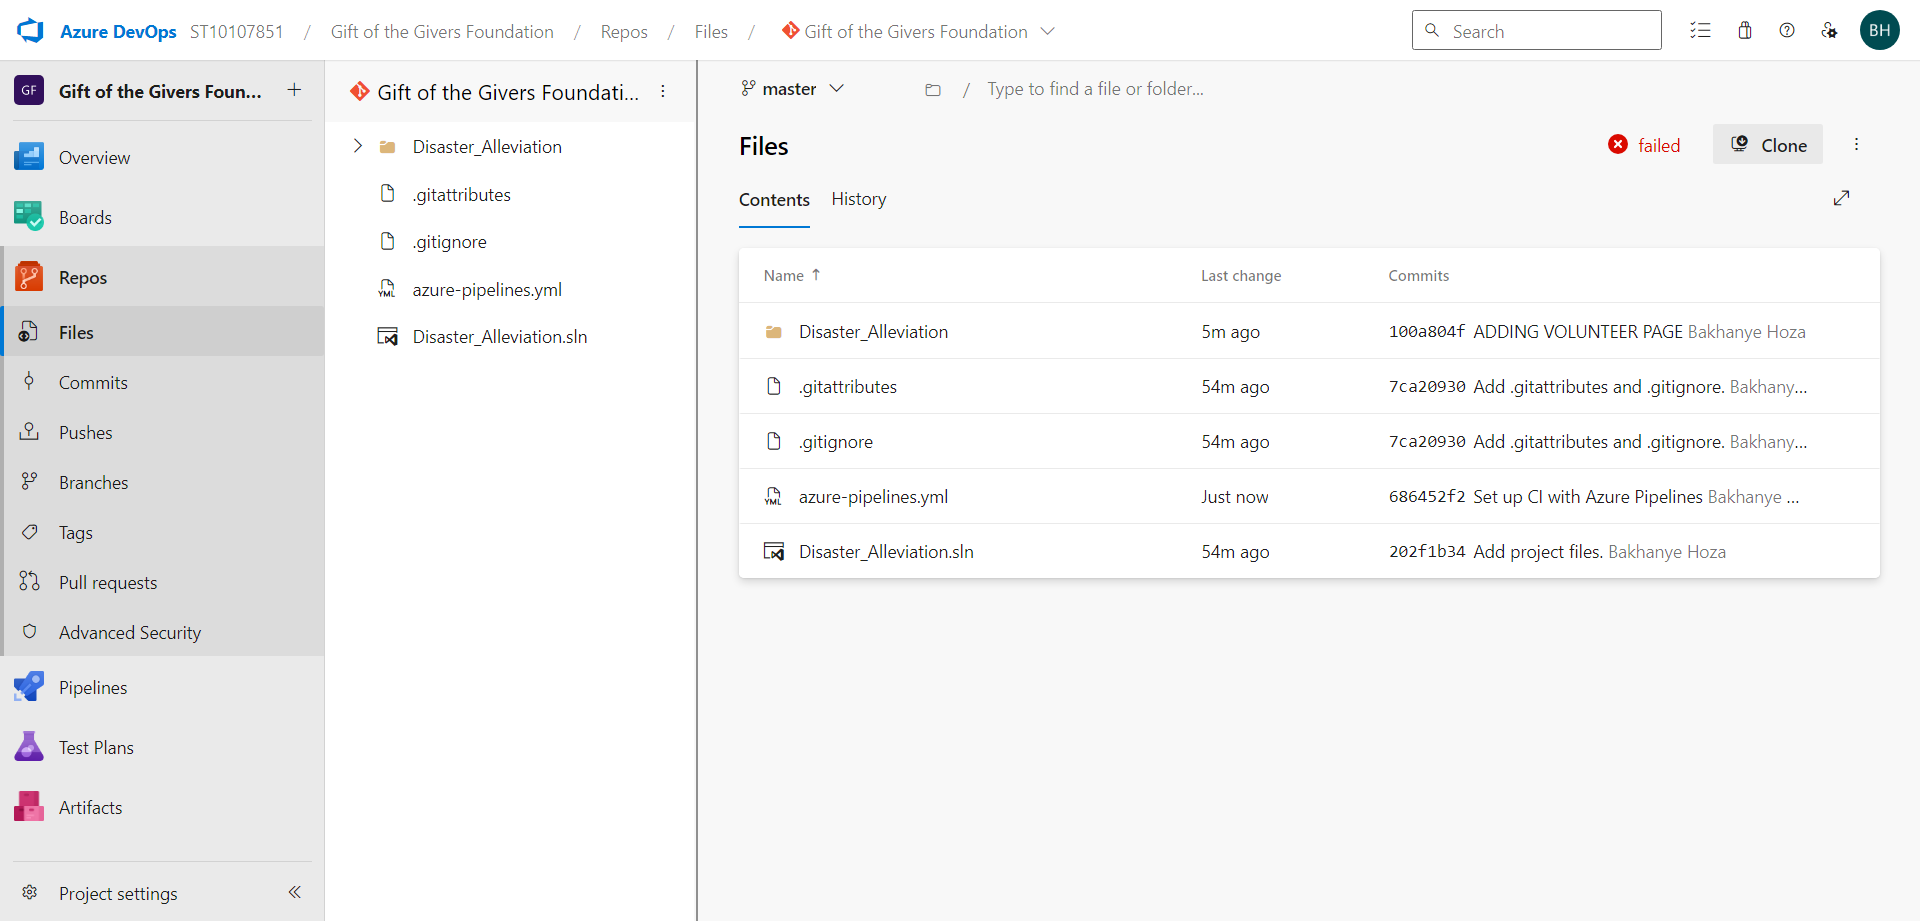 Azure DevOps ST10107851 / Gift of the Givers Foundation / Repos / Files / Gift of the Givers Foundation
Search
BH
GF Gift of the Givers Foun...
Overview
Boards
Repos
Files
Commits
Pushes
Branches
Tags
Pull requests
Advanced Security
Pipelines
Test Plans
Artifacts
Project settings
Gift of the Givers Foundati...
Disaster_Alleviation
.gitattributes
.gitignore
YML azure-pipelines.yml
Disaster_Alleviation.sln
master / Type to find a file or folder...
Files
failed Clone
Contents History
Name Last change Commits
Disaster_Alleviation 5m ago 100a804f ADDING VOLUNTEER PAGE Bakhanye Hoza
.gitattributes 54m ago 7ca20930 Add .gitattributes and .gitignore. Bakhany...
.gitignore 54m ago 7ca20930 Add .gitattributes and .gitignore. Bakhany...
YML azure-pipelines.yml Just now 686452f2 Set up CI with Azure Pipelines Bakhanye ...
Disaster_Alleviation.sln 54m ago 202f1b34 Add project files. Bakhanye Hoza